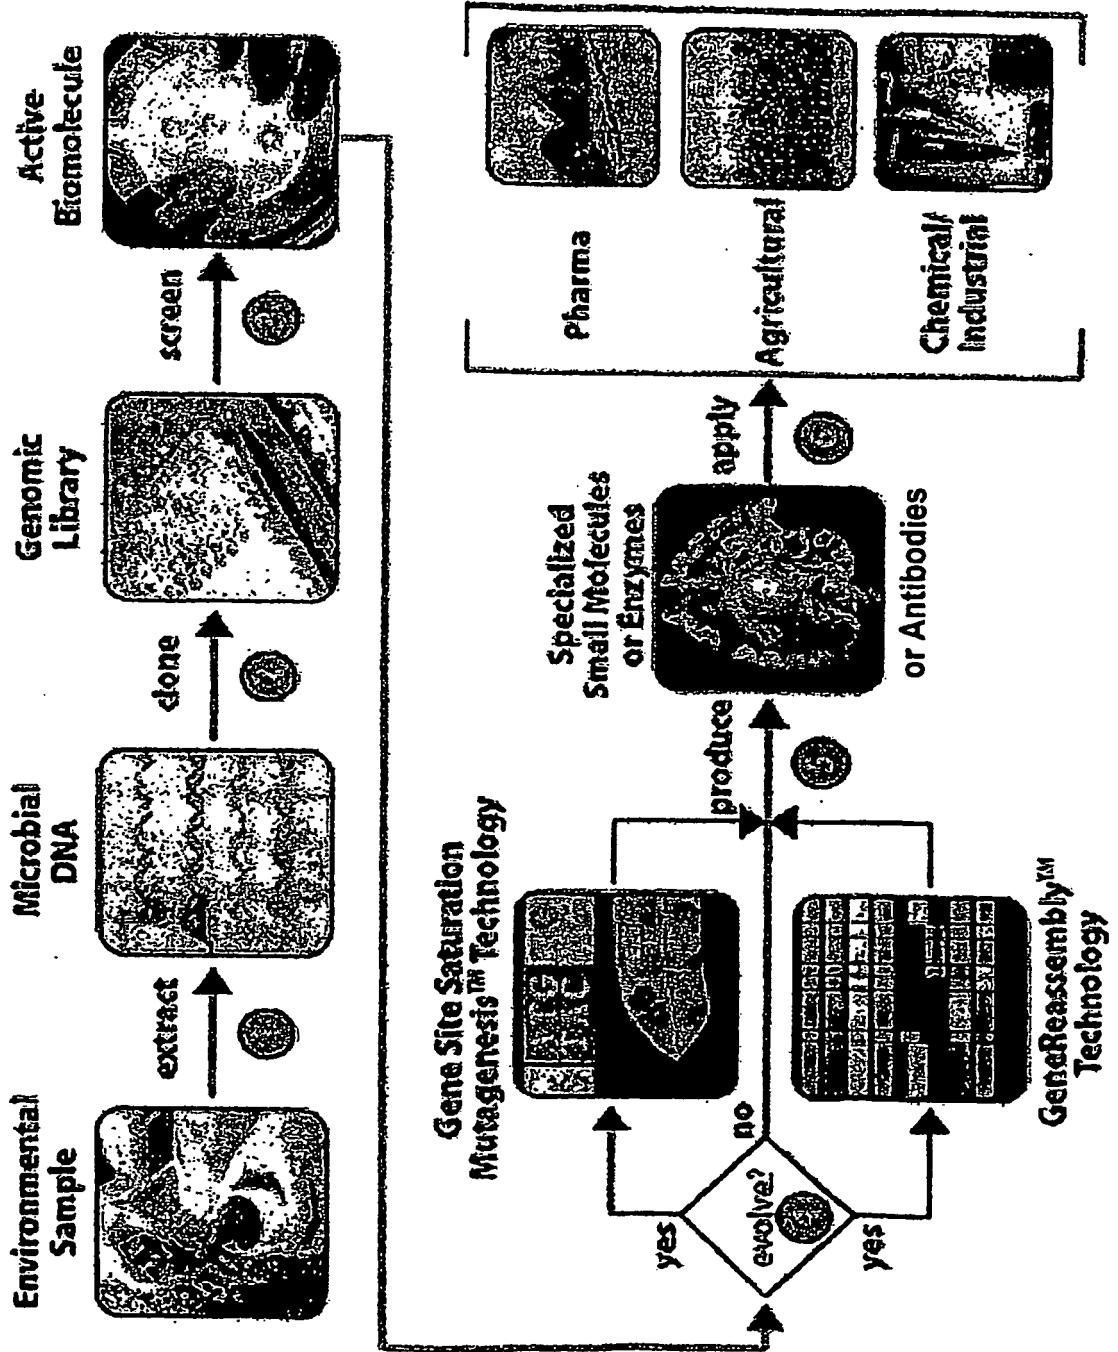 Environmental
Sample
extract
Microbial
DNA
clone
Genomic
Library
screen
Active
Biomolecule
evolve?
yes
no
yes
Gene Site Saturation
Mutagenesis™ Technology
GeneReassembly™
Technology
produce
Specialized
Small Molecules
or Enzymes
or Antibodies
apply
Pharma
Agricultural
Chemical/
Industrial